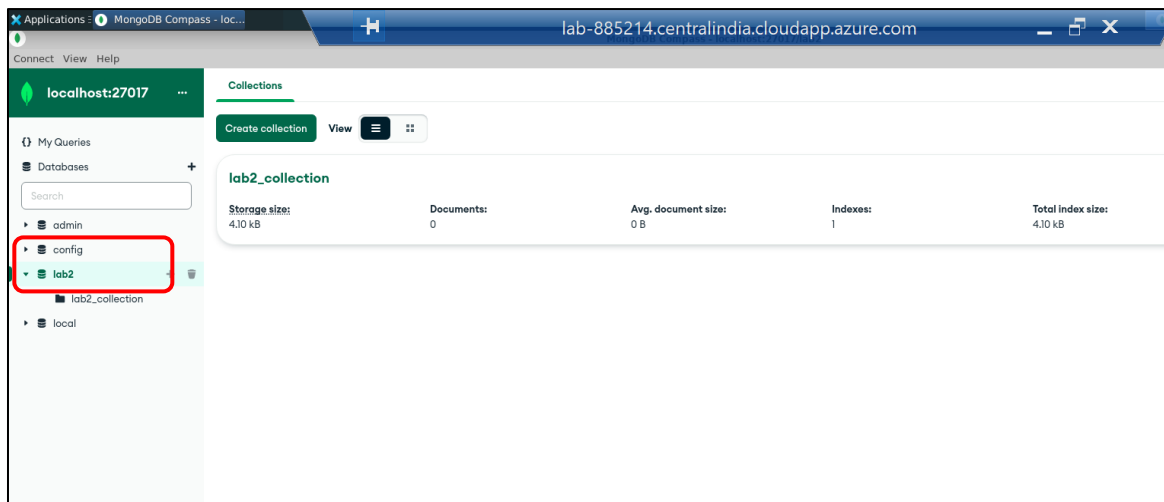 Applications : MongoDB Compass - loc...
lab-885214.centralindia.cloudapp.azure.com
Connect View Help
localhost:27017 ...
{} My Queries
Databases +
Search
admin
config
lab2 +
lab2_collection
local
Collections
Create collection View
lab2_collection
Storage size: Documents: Avg. document size: Indexes: Total index size:
4.10 kB 0 0 B 1 4.10 kB